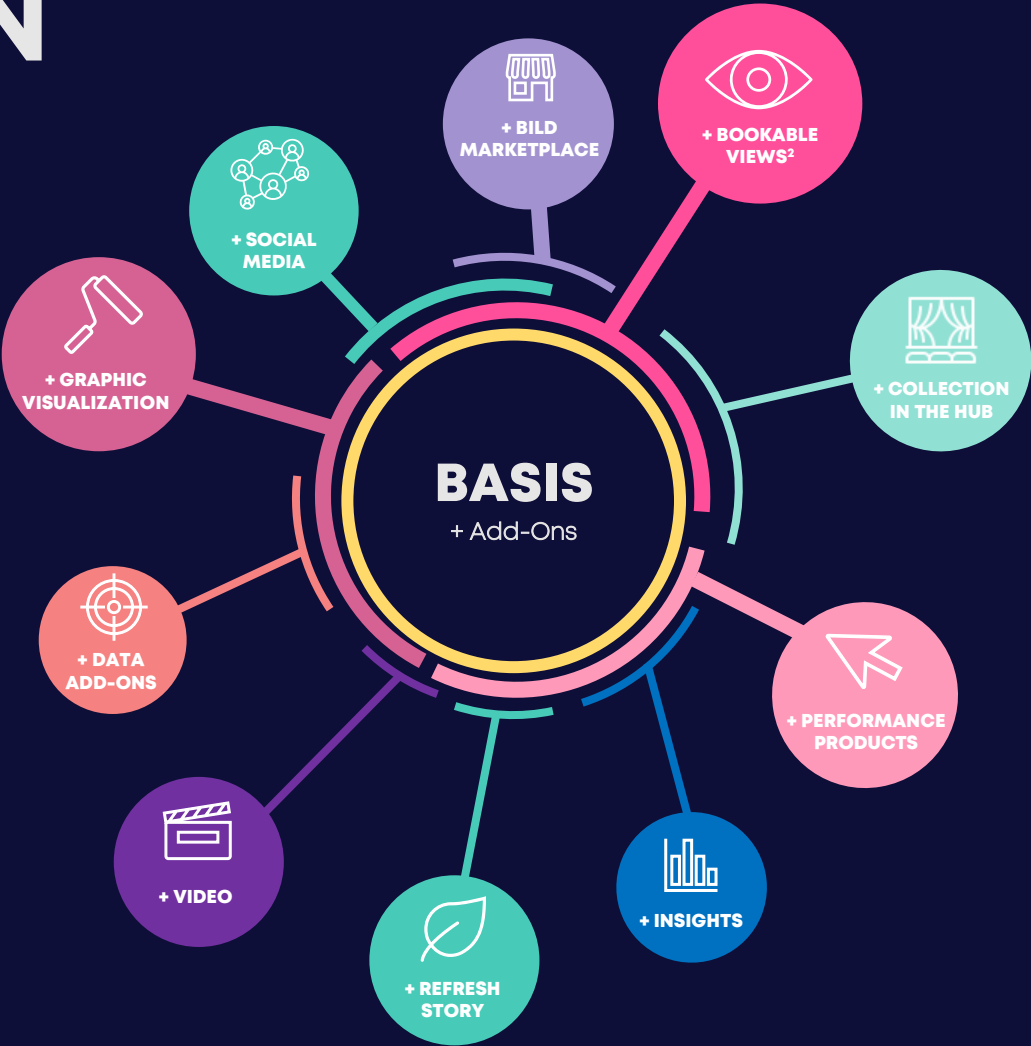 N
+ BILD
MARKETPLACE
+ BOOKABLE
VIEWS²
+ SOCIAL
MEDIA
+ GRAPHIC
VISUALIZATION
+ COLLECTION
IN THE HUB
BASIS
+ Add-Ons
+ DATA
ADD-ONS
+ PERFORMANCE
PRODUCTS
+ VIDEO
+ INSIGHTS
+ REFRESH
STORY